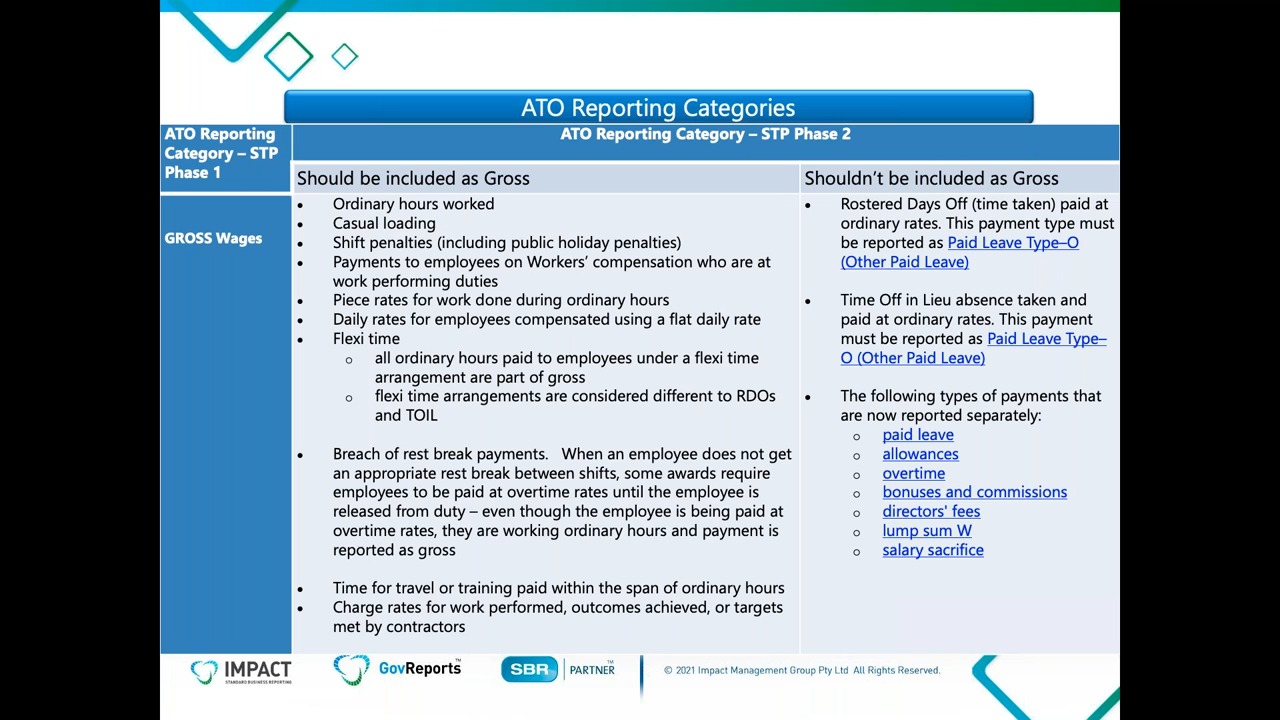 ATO Reporting Categories
ATO Reporting
Category – STP
Phase 1
ATO Reporting Category – STP Phase 2
Should be included as Gross
Shouldn't be included as Gross
GROSS Wages
• Ordinary hours worked
• Casual loading
• Shift penalties (including public holiday penalties)
• Payments to employees on Workers' compensation who are at
work performing duties
• Piece rates for work done during ordinary hours
• Daily rates for employees compensated using a flat daily rate
• Flexi time
o all ordinary hours paid to employees under a flexi time
arrangement are part of gross
o flexi time arrangements are considered different to RDOs
and TOIL
• Breach of rest break payments. When an employee does not get
an appropriate rest break between shifts, some awards require
employees to be paid at overtime rates until the employee is
released from duty – even though the employee is being paid at
overtime rates, they are working ordinary hours and payment is
reported as gross
• Time for travel or training paid within the span of ordinary hours
• Charge rates for work performed, outcomes achieved, or targets
met by contractors
• Rostered Days Off (time taken) paid at
ordinary rates. This payment type must
be reported as Paid Leave Type–O
(Other Paid Leave)
• Time Off in Lieu absence taken and
paid at ordinary rates. This payment
must be reported as Paid Leave Type–
O (Other Paid Leave)
• The following types of payments that
are now reported separately:
o paid leave
o allowances
o overtime
o bonuses and commissions
o directors' fees
o lump sum W
o salary sacrifice
IMPACT
STANDARD BUSINESS REPORTING
GovReports™
SBR PARTNER™
© 2021 Impact Management Group Pty Ltd All Rights Reserved.